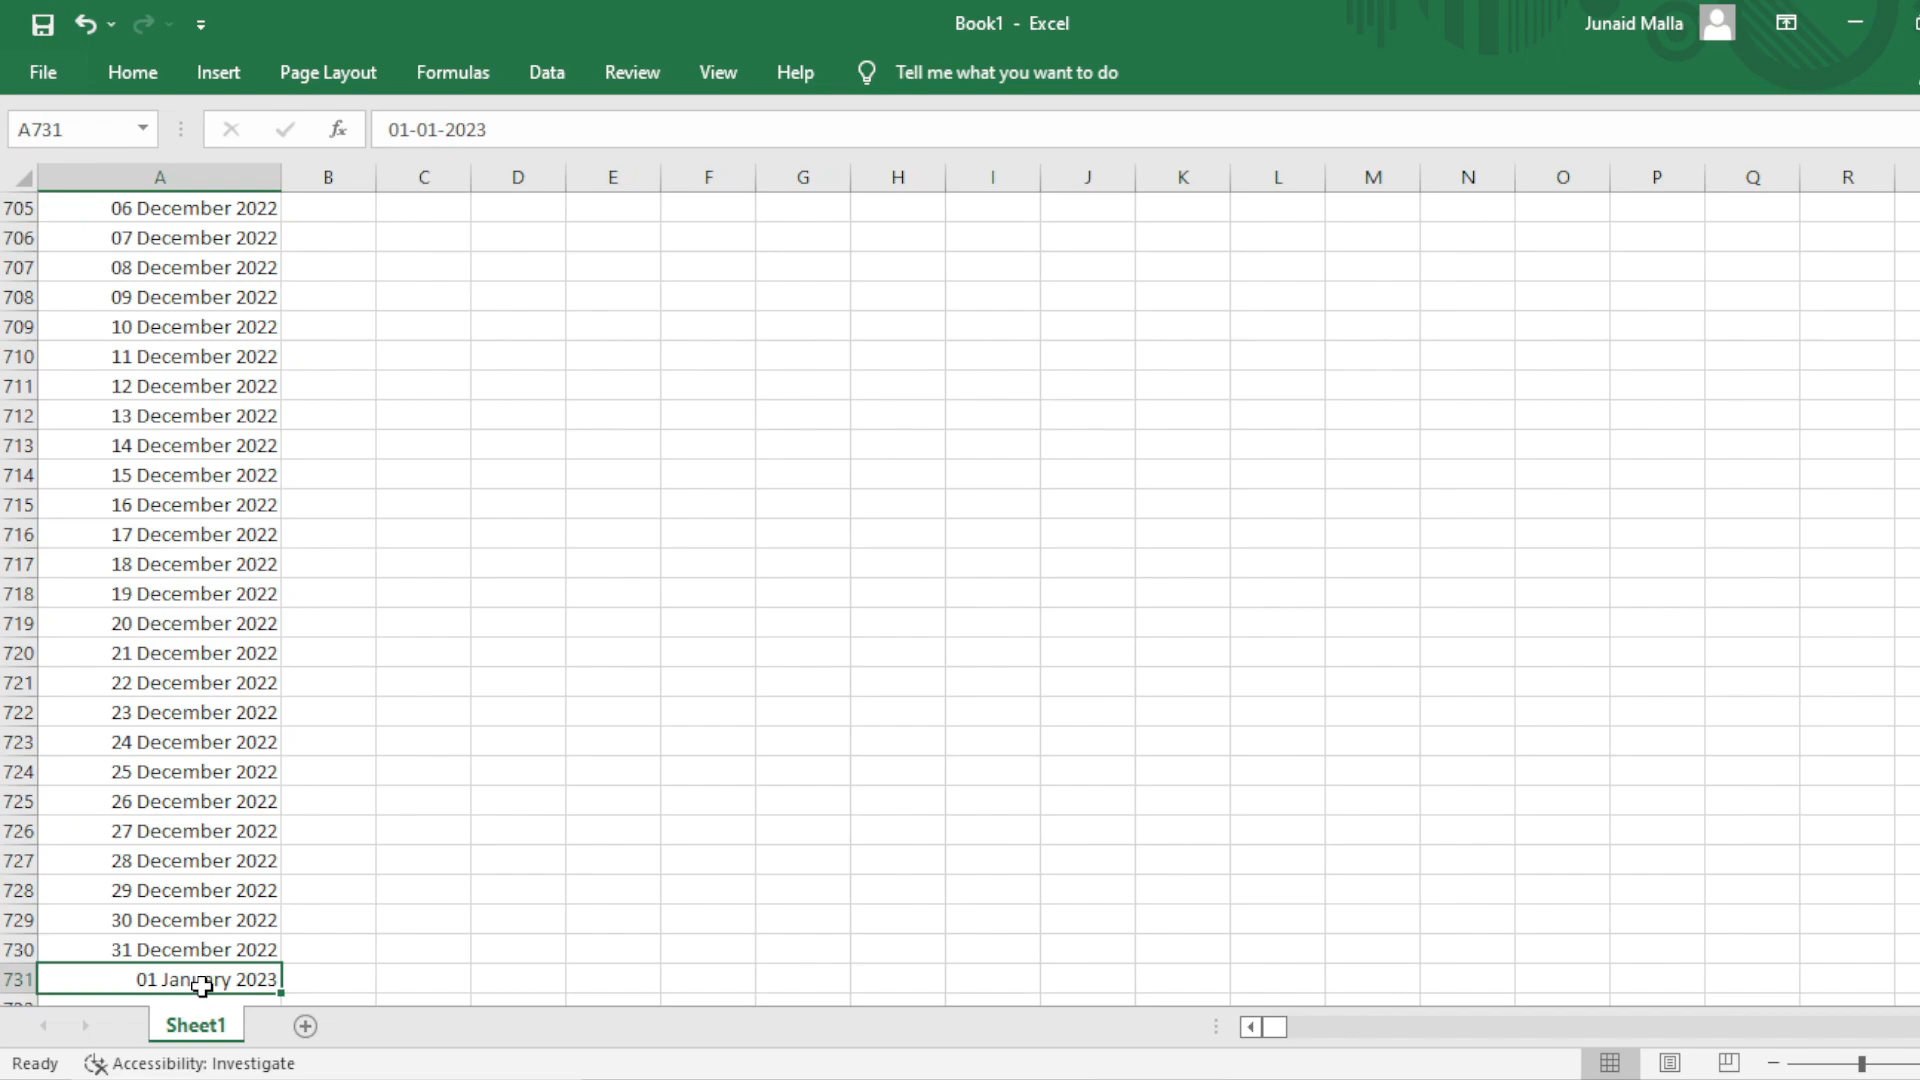 Book1 - Excel
Junaid Malla
File Home Insert Page Layout Formulas Data Review View Help Tell me what you want to do
A731 fx 01-01-2023
A B C D E F G H I J K L M N O P Q R
705 06 December 2022
706 07 December 2022
707 08 December 2022
708 09 December 2022
709 10 December 2022
710 11 December 2022
711 12 December 2022
712 13 December 2022
713 14 December 2022
714 15 December 2022
715 16 December 2022
716 17 December 2022
717 18 December 2022
718 19 December 2022
719 20 December 2022
720 21 December 2022
721 22 December 2022
722 23 December 2022
723 24 December 2022
724 25 December 2022
725 26 December 2022
726 27 December 2022
727 28 December 2022
728 29 December 2022
729 30 December 2022
730 31 December 2022
731 01 January 2023
Sheet1
Ready Accessibility: Investigate